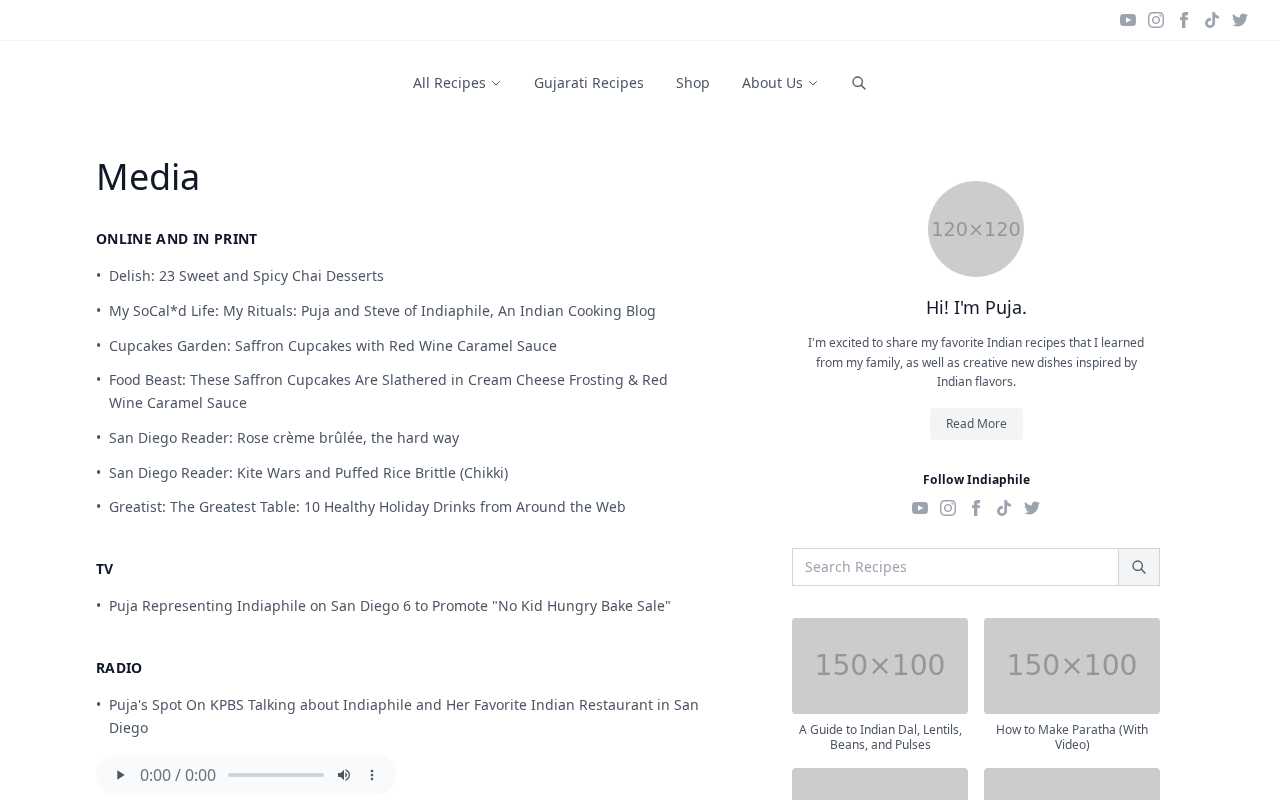 All Recipes
Gujarati Recipes
Shop
About Us
Media
ONLINE AND IN PRINT
• Delish: 23 Sweet and Spicy Chai Desserts
• My SoCal*d Life: My Rituals: Puja and Steve of Indiaphile, An Indian Cooking Blog
• Cupcakes Garden: Saffron Cupcakes with Red Wine Caramel Sauce
• Food Beast: These Saffron Cupcakes Are Slathered in Cream Cheese Frosting & Red
Wine Caramel Sauce
• San Diego Reader: Rose crème brûlée, the hard way
• San Diego Reader: Kite Wars and Puffed Rice Brittle (Chikki)
• Greatist: The Greatest Table: 10 Healthy Holiday Drinks from Around the Web
TV
• Puja Representing Indiaphile on San Diego 6 to Promote "No Kid Hungry Bake Sale"
RADIO
• Puja's Spot On KPBS Talking about Indiaphile and Her Favorite Indian Restaurant in San
Diego
0:00 / 0:00
120×120
Hi! I'm Puja.
I'm excited to share my favorite Indian recipes that I learned
from my family, as well as creative new dishes inspired by
Indian flavors.
Read More
Follow Indiaphile
Search Recipes
150×100
150×100
A Guide to Indian Dal, Lentils,
Beans, and Pulses
How to Make Paratha (With
Video)